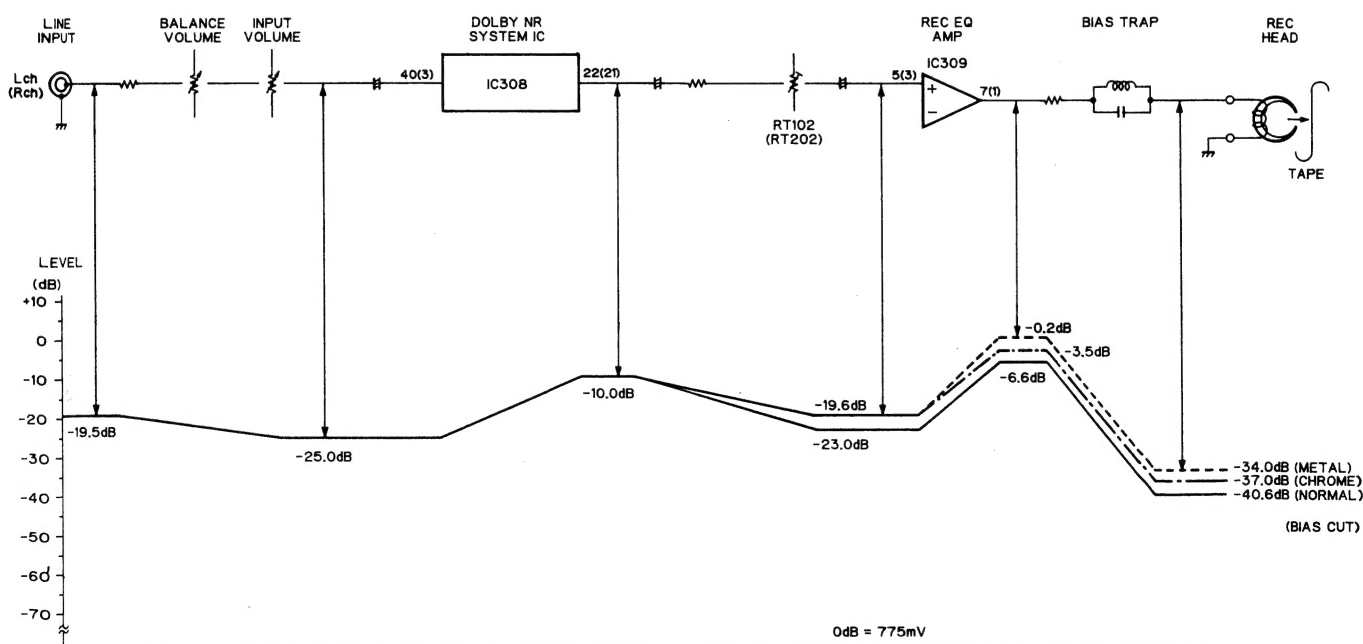 LINE
INPUT
BALANCE
VOLUME
INPUT
VOLUME
DOLBY NR
SYSTEM IC
REC EQ
AMP
BIAS TRAP
REC
HEAD
Lch
(Rch)
40(3)
IC308
22(21)
RT102
(RT202)
5(3)
IC309
+
−
7(1)
TAPE
LEVEL
(dB)
+10
0
-10
-20
-30
-40
-50
-60
-70
-19.5dB
-25.0dB
-10.0dB
-19.6dB
-23.0dB
-0.2dB
-3.5dB
-6.6dB
-34.0dB (METAL)
-37.0dB (CHROME)
-40.6dB (NORMAL)
(BIAS CUT)
0dB = 775mV